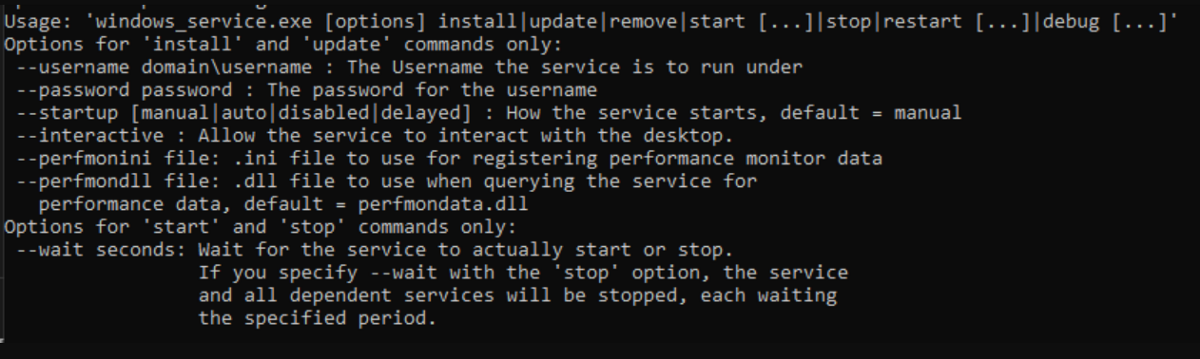 Usage: 'windows_service.exe [options] install|update|remove|start [...]|stop|restart [...]|debug [...]'
Options for 'install' and 'update' commands only:
 --username domain\username : The Username the service is to run under
 --password password : The password for the username
 --startup [manual|auto|disabled|delayed] : How the service starts, default = manual
 --interactive : Allow the service to interact with the desktop.
 --perfmonini file: .ini file to use for registering performance monitor data
 --perfmondll file: .dll file to use when querying the service for
   performance data, default = perfmondata.dll
Options for 'start' and 'stop' commands only:
 --wait seconds: Wait for the service to actually start or stop.
                 If you specify --wait with the 'stop' option, the service
                 and all dependent services will be stopped, each waiting
                 the specified period.